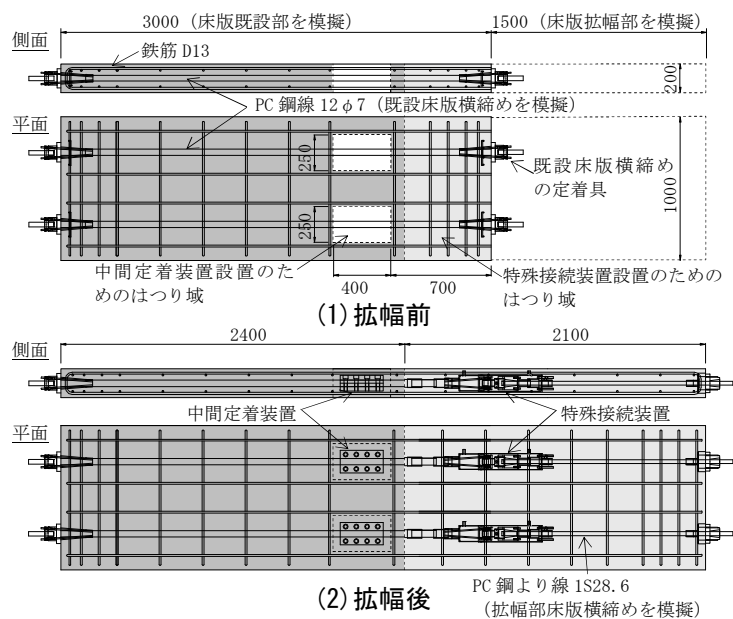 3000（床版既設部を模擬）
1500（床版拡幅部を模擬）
側面
鉄筋 D13
200
PC 鋼線 12φ7（既設床版横締めを模擬）
平面
250
250
既設床版横締め
の定着具
1000
中間定着装置設置のた
めのはつり域
400
700
特殊接続装置設置のための
はつり域
(1)拡幅前
2400
2100
側面
中間定着装置
特殊接続装置
平面
PC 鋼より線 1S28.6
（拡幅部床版横締めを模擬）
(2)拡幅後